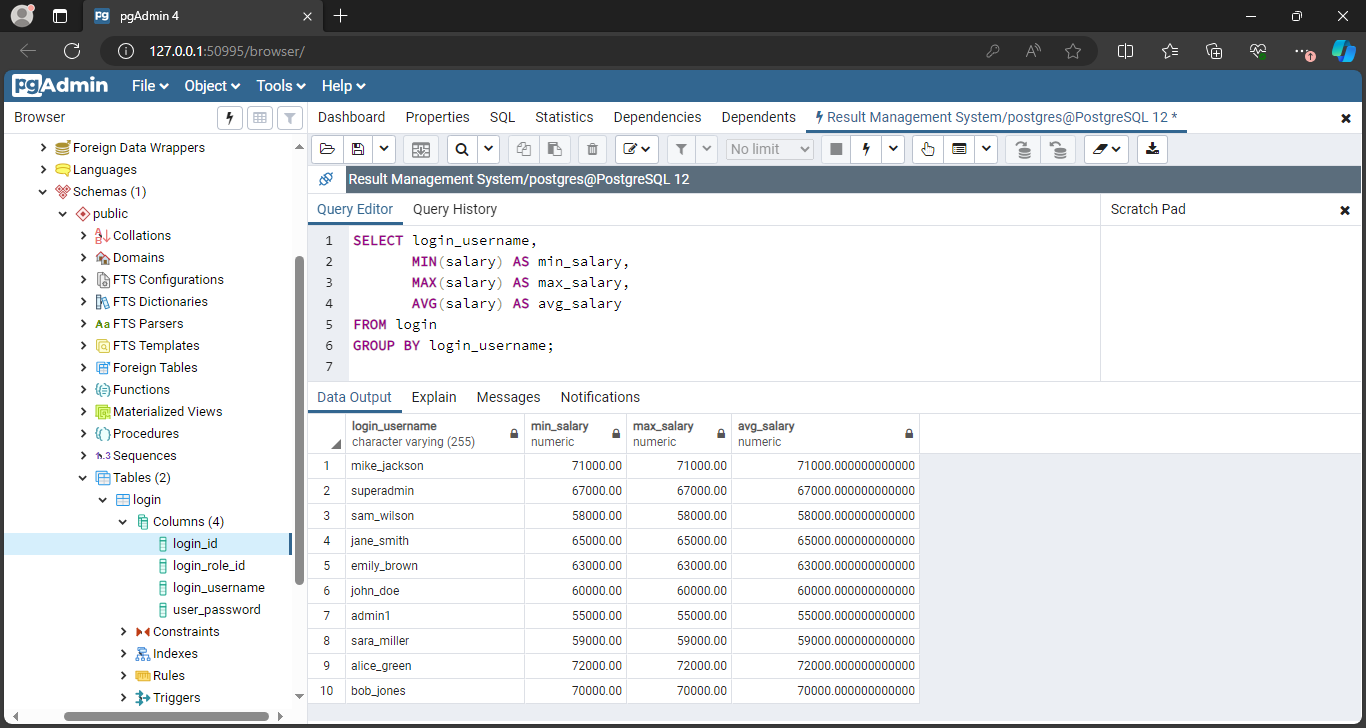 pgAdmin 4
127.0.0.1:50995/browser/
pgAdmin File Object Tools Help
Browser
Dashboard Properties SQL Statistics Dependencies Dependents Result Management System/postgres@PostgreSQL 12 *
No limit
Result Management System/postgres@PostgreSQL 12
Foreign Data Wrappers
Languages
Schemas (1)
public
Collations
Domains
FTS Configurations
FTS Dictionaries
Aa FTS Parsers
FTS Templates
Foreign Tables
Functions
Materialized Views
Procedures
1..3 Sequences
Tables (2)
login
Columns (4)
login_id
login_role_id
login_username
user_password
Constraints
Indexes
Rules
Triggers
Query Editor Query History
Scratch Pad
1 SELECT login_username,
2 MIN(salary) AS min_salary,
3 MAX(salary) AS max_salary,
4 AVG(salary) AS avg_salary
5 FROM login
6 GROUP BY login_username;
7
Data Output Explain Messages Notifications
login_username min_salary max_salary avg_salary
character varying (255) numeric numeric numeric
1 mike_jackson 71000.00 71000.00 71000.000000000000
2 superadmin 67000.00 67000.00 67000.000000000000
3 sam_wilson 58000.00 58000.00 58000.000000000000
4 jane_smith 65000.00 65000.00 65000.000000000000
5 emily_brown 63000.00 63000.00 63000.000000000000
6 john_doe 60000.00 60000.00 60000.000000000000
7 admin1 55000.00 55000.00 55000.000000000000
8 sara_miller 59000.00 59000.00 59000.000000000000
9 alice_green 72000.00 72000.00 72000.000000000000
10 bob_jones 70000.00 70000.00 70000.000000000000